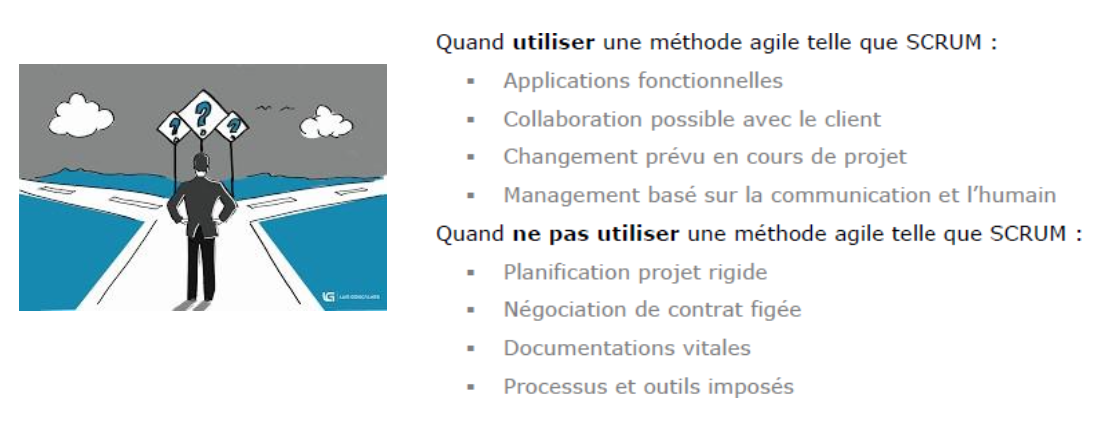 ?
?
?
LG
Quand utiliser une méthode agile telle que SCRUM :
▪ Applications fonctionnelles
▪ Collaboration possible avec le client
▪ Changement prévu en cours de projet
▪ Management basé sur la communication et l’humain
Quand ne pas utiliser une méthode agile telle que SCRUM :
▪ Planification projet rigide
▪ Négociation de contrat figée
▪ Documentations vitales
▪ Processus et outils imposés